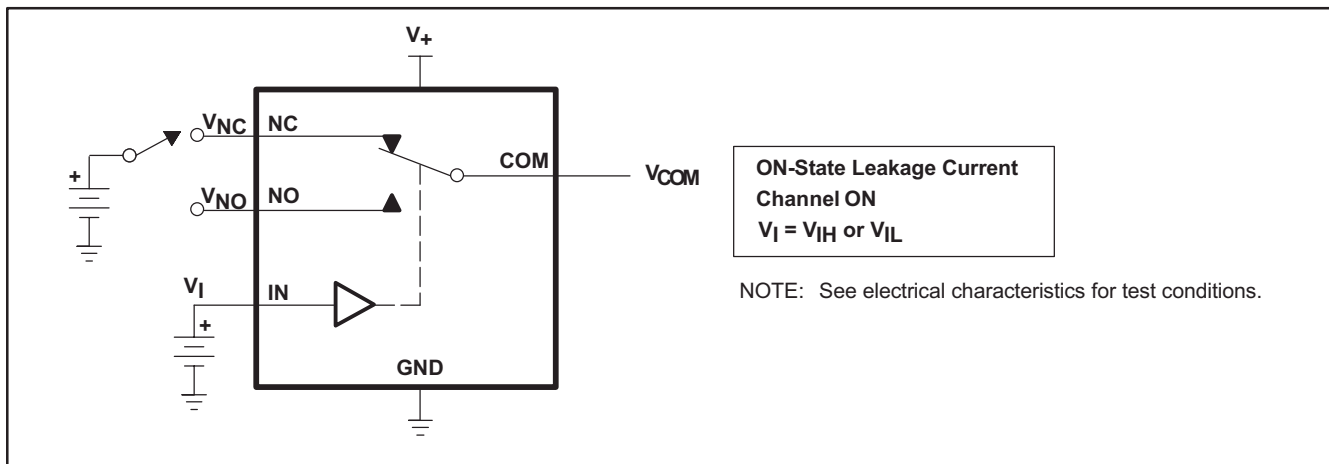 V+
VNC NC
COM
VCOM
VNO NO
VI IN
GND
+
+
ON-State Leakage Current
Channel ON
VI = VIH or VIL
NOTE: See electrical characteristics for test conditions.